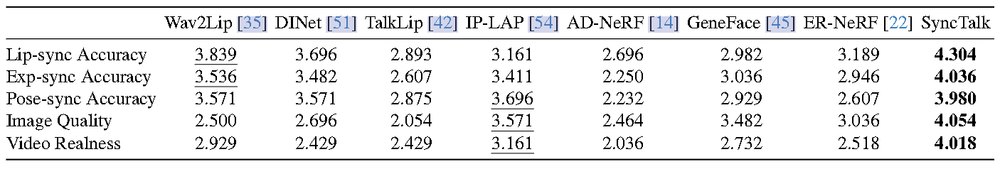 Wav2Lip [35] DINet [51] TalkLip [42] IP-LAP [54] AD-NeRF [14] GeneFace [45] ER-NeRF [22] SyncTalk
Lip-sync Accuracy 3.839 3.696 2.893 3.161 2.696 2.982 3.189 4.304
Exp-sync Accuracy 3.536 3.482 2.607 3.411 2.250 3.036 2.946 4.036
Pose-sync Accuracy 3.571 3.571 2.875 3.696 2.232 2.929 2.607 3.980
Image Quality 2.500 2.696 2.054 3.571 2.464 3.482 3.036 4.054
Video Realness 2.929 2.429 2.429 3.161 2.036 2.732 2.518 4.018